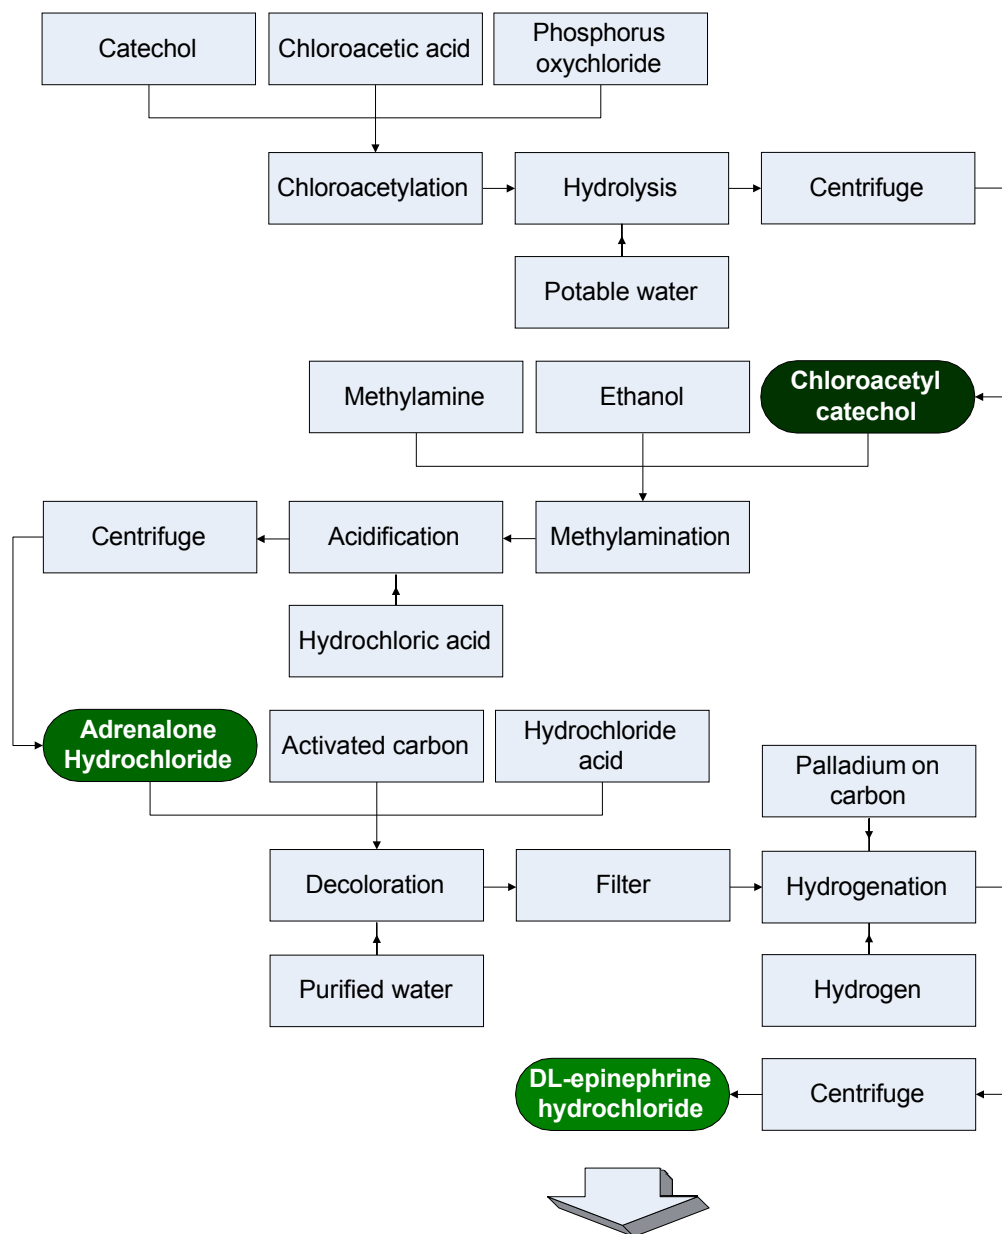 Catechol
Chloroacetic acid
Phosphorus
oxychloride
Chloroacetylation
Hydrolysis
Centrifuge
Potable water
Methylamine
Ethanol
Chloroacetyl
catechol
Centrifuge
Acidification
Methylamination
Hydrochloric acid
Adrenalone
Hydrochloride
Activated carbon
Hydrochloride
acid
Palladium on
carbon
Decoloration
Filter
Hydrogenation
Purified water
Hydrogen
DL-epinephrine
hydrochloride
Centrifuge